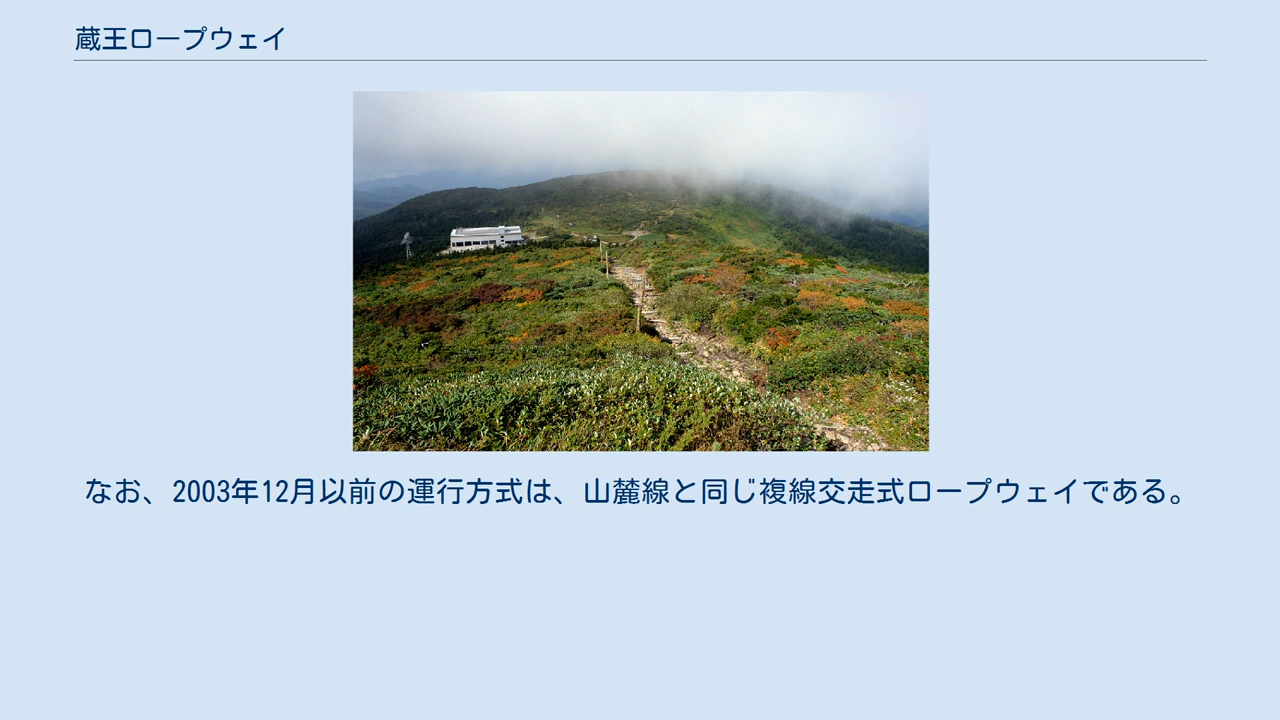 蔵王ロープウェイ
なお、2003年12月以前の運行方式は、山麓線と同じ複線交走式ロープウェイである。